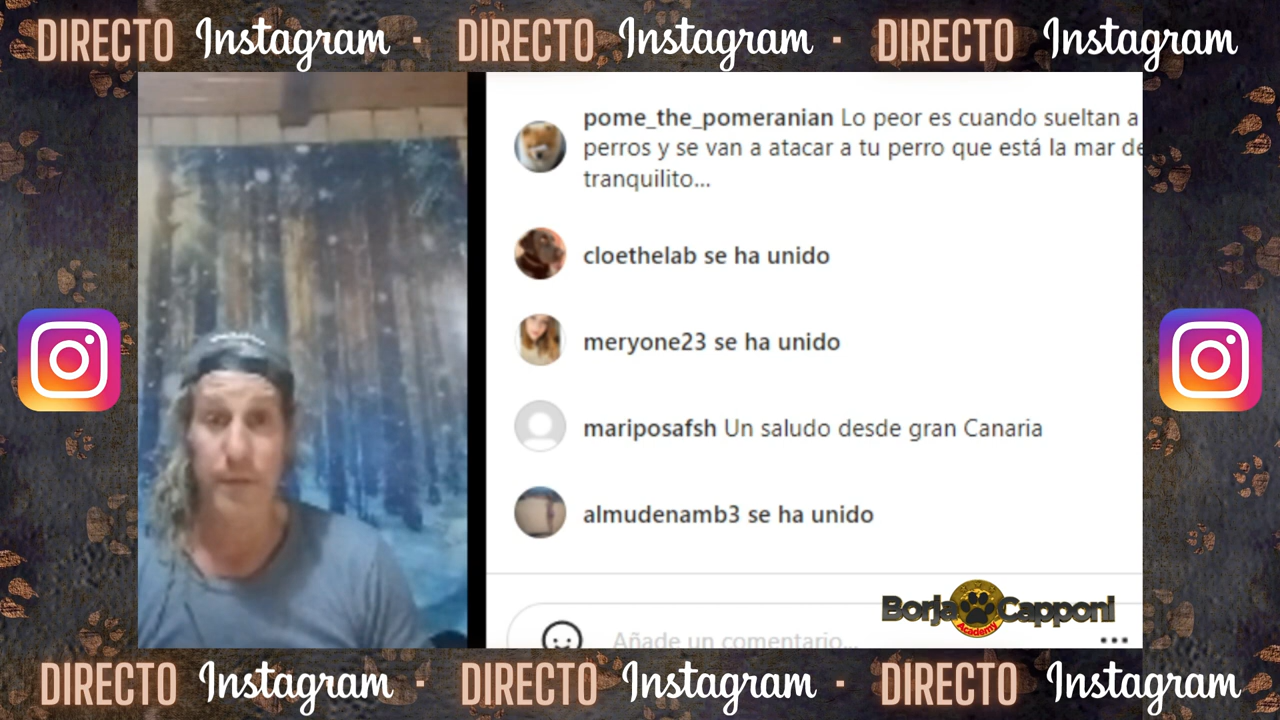 DIRECTO Instagram · DIRECTO Instagram · DIRECTO Instagram
pome_the_pomeranian Lo peor es cuando sueltan a
perros y se van a atacar a tu perro que está la mar de
tranquilito...
cloethelab se ha unido
meryone23 se ha unido
mariposafsh Un saludo desde gran Canaria
almudenamb3 se ha unido
Borja Capponi
Academy
Añade un comentario...
DIRECTO Instagram · DIRECTO Instagram · DIRECTO Instagram